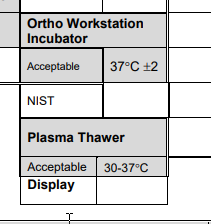 Ortho Workstation
Incubator
Acceptable 37°C ±2
NIST
Plasma Thawer
Acceptable 30-37°C
Display